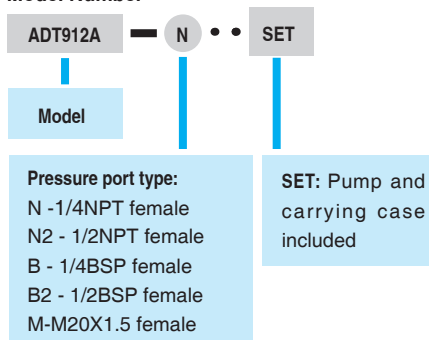 ADT912A — N • • SET
Model
Pressure port type:
N -1/4NPT female
N2 - 1/2NPT female
B - 1/4BSP female
B2 - 1/2BSP female
M-M20X1.5 female
SET: Pump and
carrying case
included